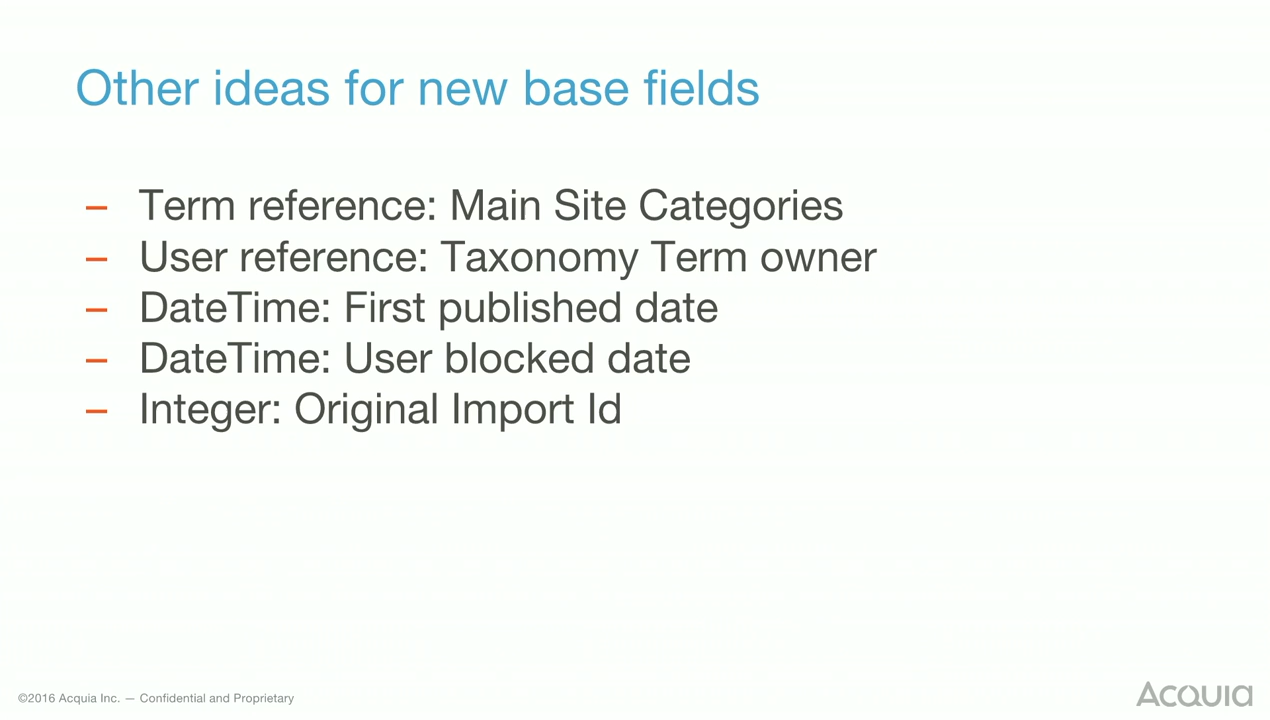 Other ideas for new base fields
– Term reference: Main Site Categories
– User reference: Taxonomy Term owner
– DateTime: First published date
– DateTime: User blocked date
– Integer: Original Import Id
©2016 Acquia Inc. — Confidential and Proprietary
Acquia